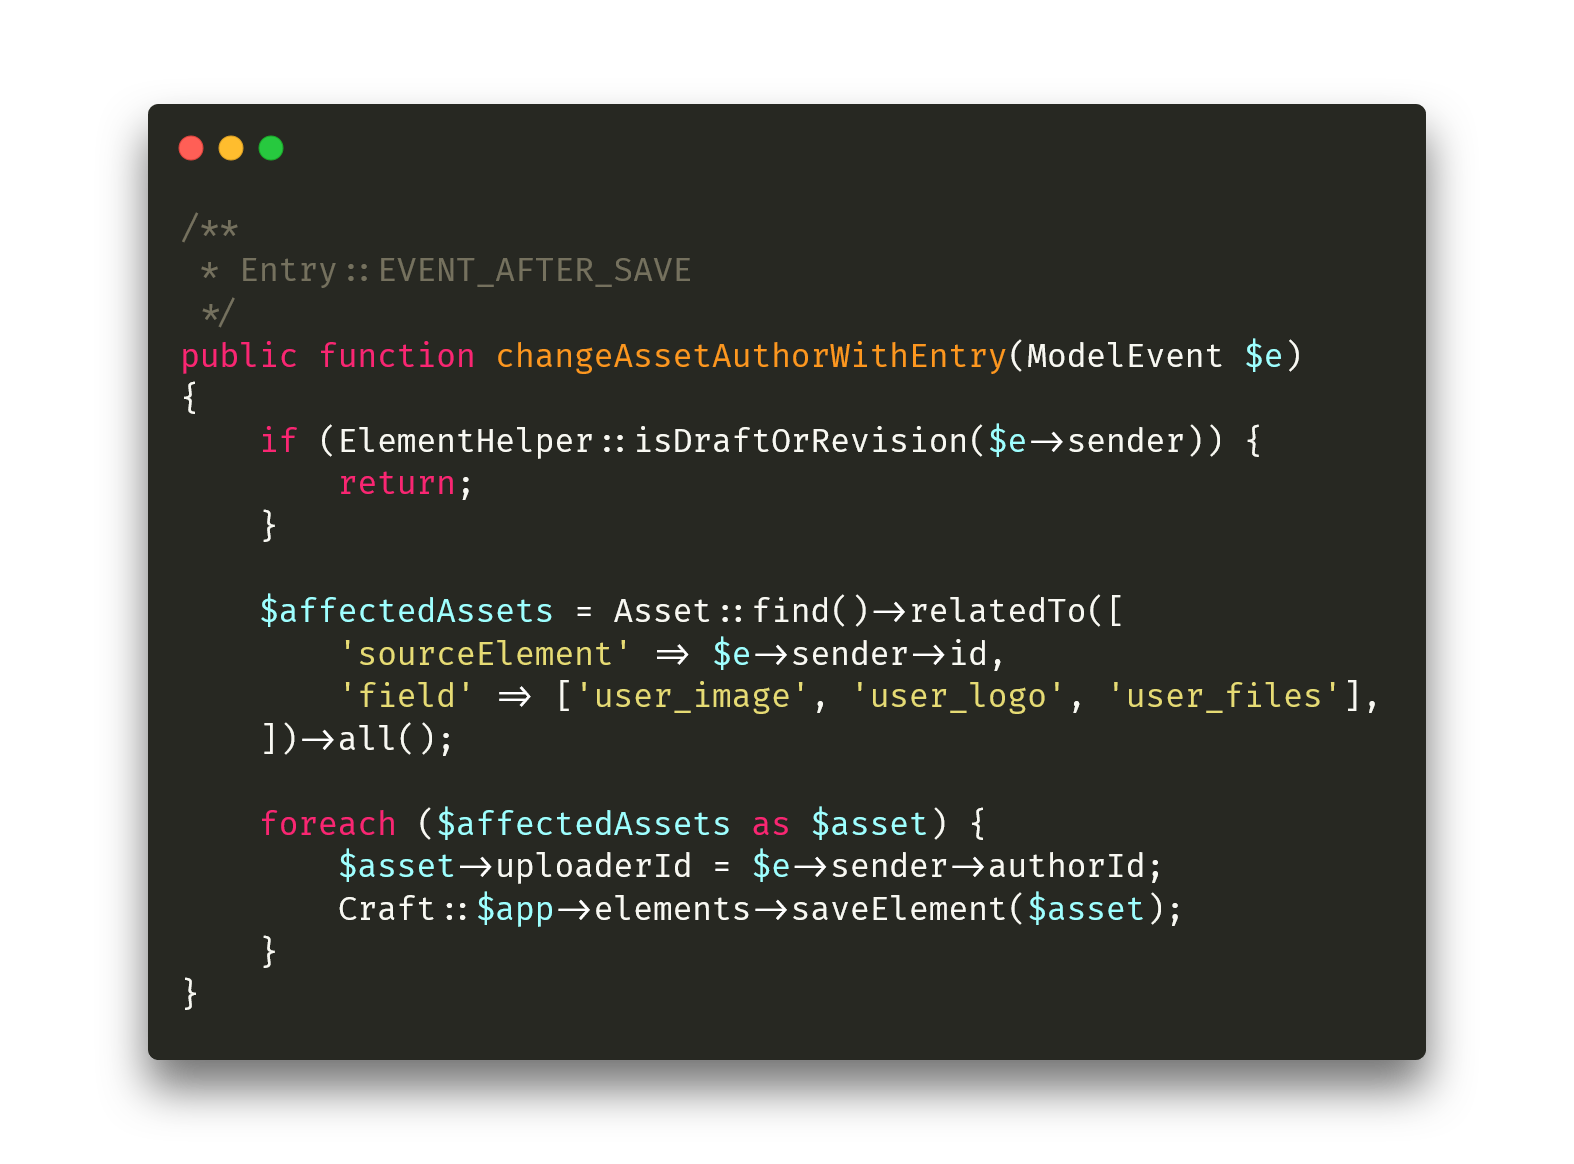 /**
 * Entry::EVENT_AFTER_SAVE
 */
public function changeAssetAuthorWithEntry(ModelEvent $e)
{
    if (ElementHelper::isDraftOrRevision($e->sender)) {
        return;
    }

    $affectedAssets = Asset::find()->relatedTo([
        'sourceElement' => $e->sender->id,
        'field' => ['user_image', 'user_logo', 'user_files'],
    ])->all();

    foreach ($affectedAssets as $asset) {
        $asset->uploaderId = $e->sender->authorId;
        Craft::$app->elements->saveElement($asset);
    }
}